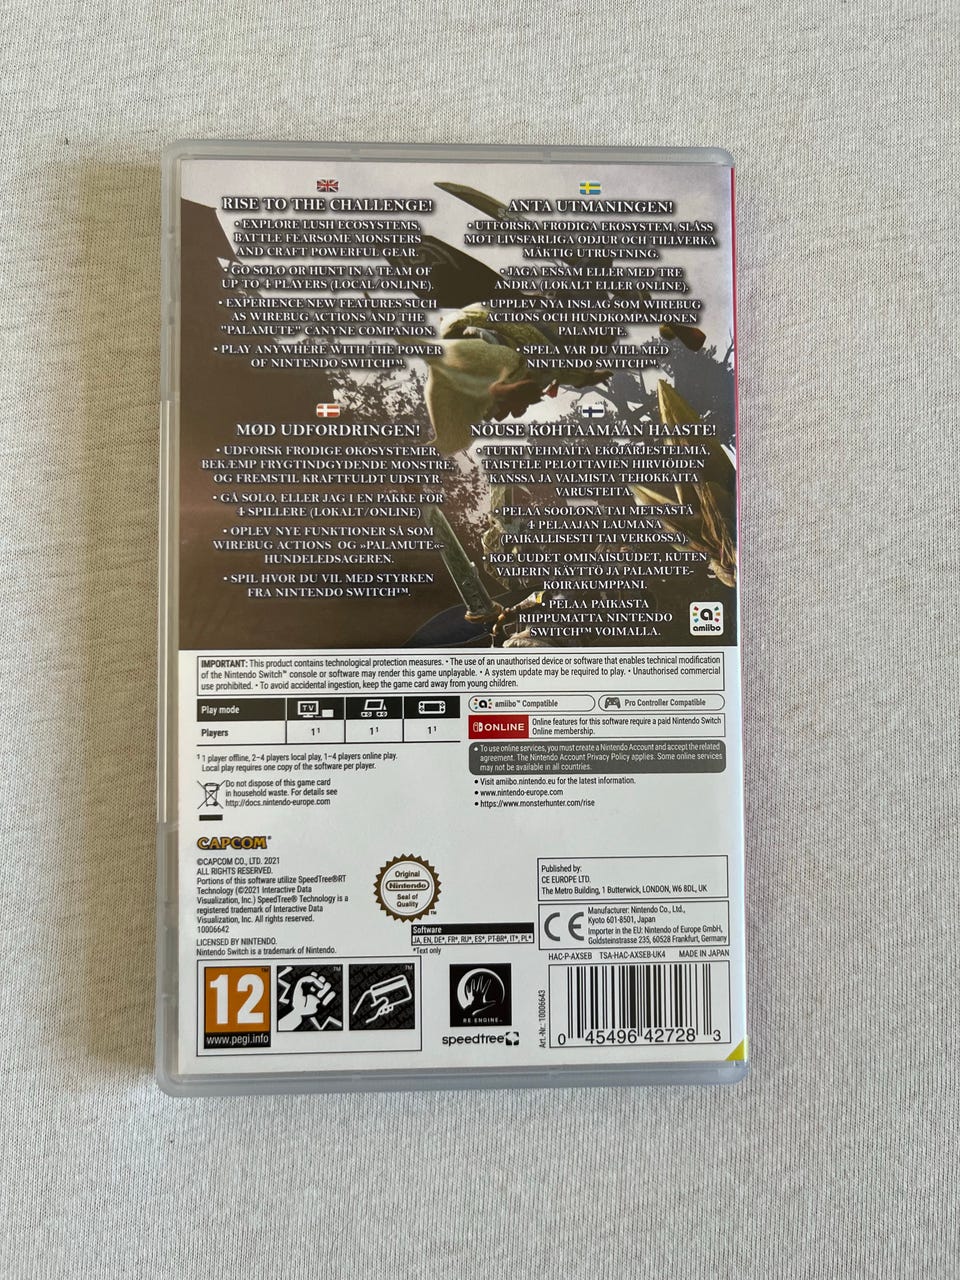 RISE TO THE CHALLENGE!
• EXPLORE LUSH ECOSYSTEMS,
BATTLE FEARSOME MONSTERS
AND CRAFT POWERFUL GEAR.
• GO SOLO OR HUNT IN A TEAM OF
UP TO 4 PLAYERS (LOCAL/ONLINE).
• EXPERIENCE NEW FEATURES SUCH
AS WIREBUG ACTIONS AND THE
"PALAMUTE" CANYNE COMPANION.
• PLAY ANYWHERE WITH THE POWER
OF NINTENDO SWITCH™.
ANTA UTMANINGEN!
• UTFORSKA FRODIGA EKOSYSTEM, SLÅSS
MOT LIVSFARLIGA ODJUR OCH TILLVERKA
MÄKTIG UTRUSTNING.
• JAGA ENSAM ELLER MED TRE
ANDRA (LOKALT ELLER ONLINE).
• UPPLEV NYA INSLAG SOM WIREBUG
ACTIONS OCH HUNDKOMPANJONEN
PALAMUTE.
• SPELA VAR DU VILL MED
NINTENDO SWITCH™.
MØD UDFORDRINGEN!
• UDFORSK FRODIGE ØKOSYSTEMER,
BEKÆMP FRYGTINDGYDENDE MONSTRE,
OG FREMSTIL KRAFTFULDT UDSTYR.
• GÅ SOLO, ELLER JAG I EN PAKKE FOR
4 SPILLERE (LOKALT/ONLINE)
• OPLEV NYE FUNKTIONER SÅ SOM
WIREBUG ACTIONS OG »PALAMUTE«-
HUNDELEDSAGEREN.
• SPIL HVOR DU VIL MED STYRKEN
FRA NINTENDO SWITCH™.
NOUSE KOHTAAMAAN HAASTE!
• TUTKI VEHMAITA EKOJÄRJESTELMIÄ,
TAISTELE PELOTTAVIEN HIRVIÖIDEN
KANSSA JA VALMISTA TEHOKKAITA
VARUSTEITA.
• PELAA SOOLONA TAI METSÄSTÄ
4 PELAAJAN LAUMANA
(PAIKALLISESTI TAI VERKOSSA).
• KOE UUDET OMINAISUUDET, KUTEN
VAIJERIN KÄYTTÖ JA PALAMUTE-
KOIRAKUMPPANI.
• PELAA PAIKASTA
RIIPPUMATTA NINTENDO
SWITCH™ VOIMALLA.
amiibo
IMPORTANT: This product contains technological protection measures. • The use of an unauthorised device or software that enables technical modification
of the Nintendo Switch™ console or software may render this game unplayable. • A system update may be required to play. • Unauthorised commercial
use prohibited. • To avoid accidental ingestion, keep the game card away from young children.
Play mode
TV
Players 1¹ 1¹ 1¹
¹ 1 player offline, 2–4 players local play, 1–4 players online play.
Local play requires one copy of the software per player.
Do not dispose of this game card
in household waste. For details see
http://docs.nintendo-europe.com
amiibo™ Compatible
Pro Controller Compatible
ONLINE
Online features for this software require a paid Nintendo Switch
Online membership.
• To use online services, you must create a Nintendo Account and accept the related
agreement. The Nintendo Account Privacy Policy applies. Some online services
may not be available in all countries.
• Visit amiibo.nintendo.eu for the latest information.
• www.nintendo-europe.com
• https://www.monsterhunter.com/rise
CAPCOM®
©CAPCOM CO., LTD. 2021
ALL RIGHTS RESERVED.
Portions of this software utilize SpeedTree®RT
Technology (©2021 Interactive Data
Visualization, Inc.) SpeedTree® Technology is a
registered trademark of Interactive Data
Visualization, Inc. All rights reserved.
10006642
LICENSED BY NINTENDO.
Nintendo Switch is a trademark of Nintendo.
Original
Nintendo
Seal of
Quality
TM
Software
JA, EN, DE*, FR*, RU*, ES*, PT-BR*, IT*, PL*
*Text only
Published by:
CE EUROPE LTD.
The Metro Building, 1 Butterwick, LONDON, W6 8DL, UK
CE
Manufacturer: Nintendo Co., Ltd.,
Kyoto 601-8501, Japan
Importer in the EU: Nintendo of Europe GmbH,
Goldsteinstrasse 235, 60528 Frankfurt, Germany
HAC-P-AXSEB TSA-HAC-AXSEB-UK4 MADE IN JAPAN
12
www.pegi.info
TM
TM
TM
RE ENGINE™
speedtree
Art.-Nr.: 10006643
0 45496 42728 3